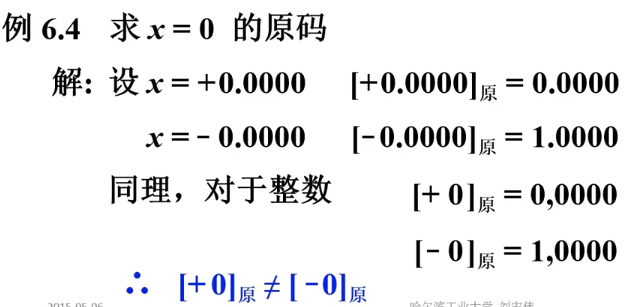 例 6.4 求 x = 0 的原码
解: 设 x = +0.0000 [+0.0000]原 = 0.0000
x = - 0.0000 [-0.0000]原 = 1.0000
同理，对于整数 [+ 0]原 = 0,0000
[- 0]原 = 1,0000
∴ [+ 0]原 ≠ [ -0]原
2015-05-06 哈尔滨工业大学 刘宏伟